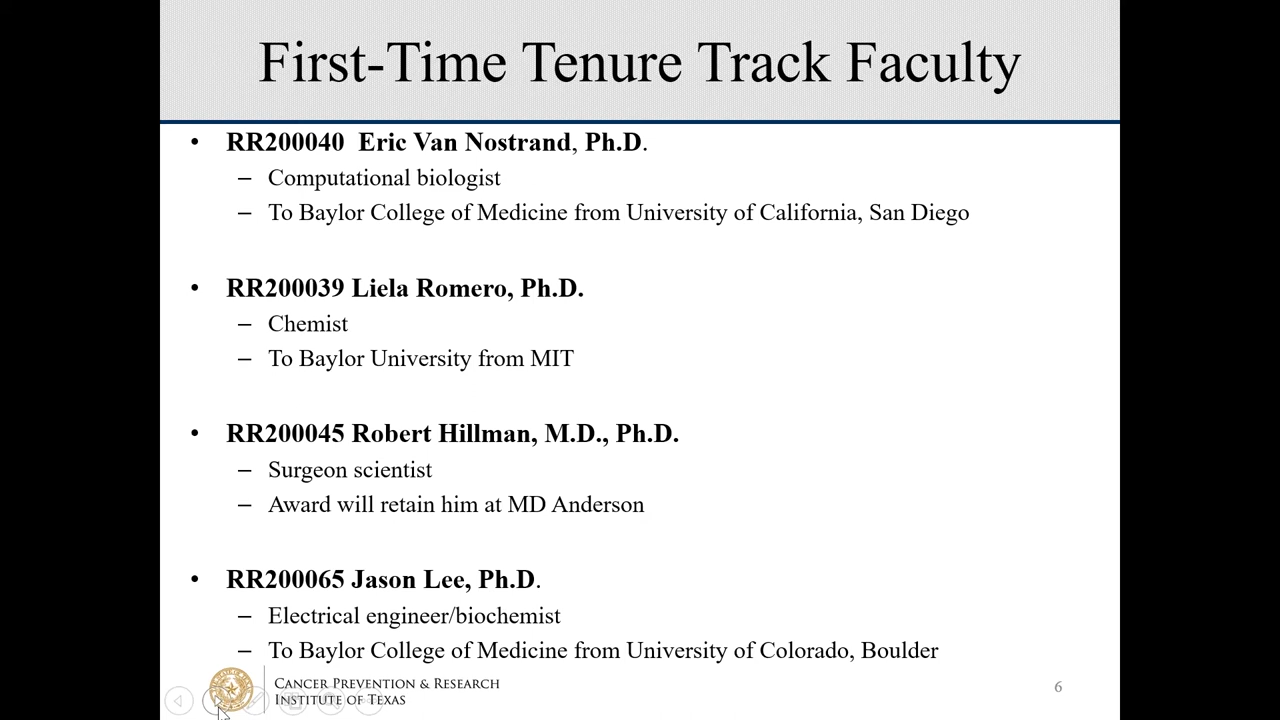 First-Time Tenure Track Faculty
• RR200040  Eric Van Nostrand, Ph.D.
– Computational biologist
– To Baylor College of Medicine from University of California, San Diego
• RR200039 Liela Romero, Ph.D.
– Chemist
– To Baylor University from MIT
• RR200045 Robert Hillman, M.D., Ph.D.
– Surgeon scientist
– Award will retain him at MD Anderson
• RR200065 Jason Lee, Ph.D.
– Electrical engineer/biochemist
– To Baylor College of Medicine from University of Colorado, Boulder
CANCER PREVENTION & RESEARCH
INSTITUTE OF TEXAS
6